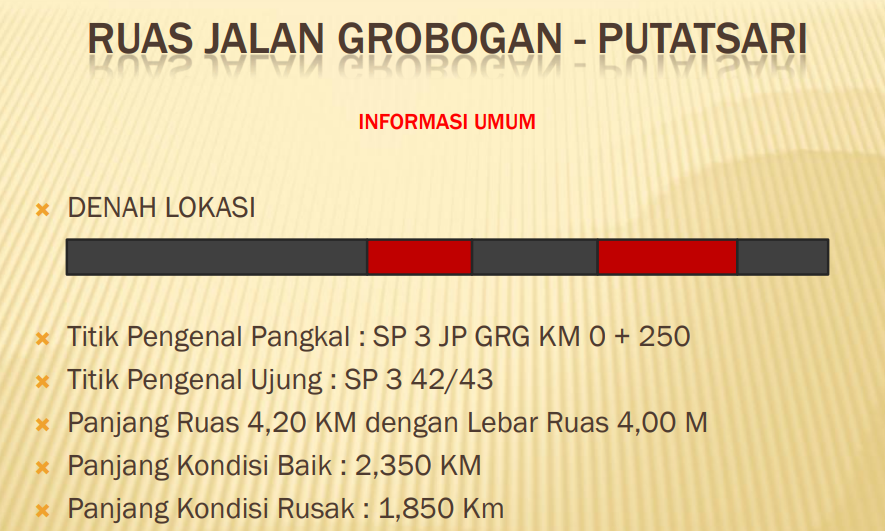 RUAS JALAN GROBOGAN - PUTATSARI
INFORMASI UMUM
DENAH LOKASI
Titik Pengenal Pangkal : SP 3 JP GRG KM 0 + 250
Titik Pengenal Ujung : SP 3 42/43
Panjang Ruas 4,20 KM dengan Lebar Ruas 4,00 M
Panjang Kondisi Baik : 2,350 KM
Panjang Kondisi Rusak : 1,850 Km